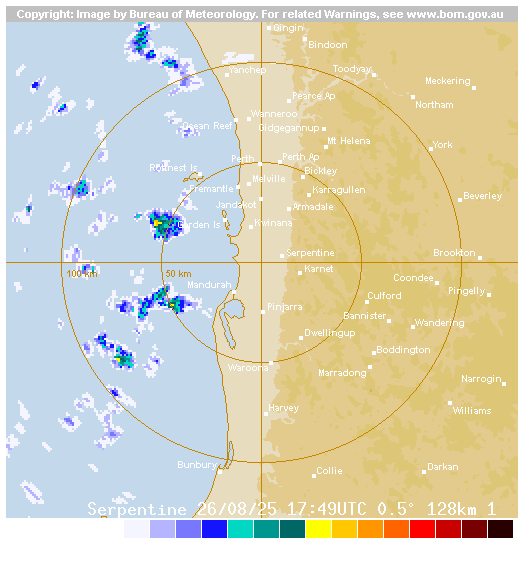 Copyright: Image by Bureau of Meteorology. For related Warnings, see www.bom.gov.au
Gingin
Bindoon
Yanchep
Toodyay
Meckering
Pearce Ap
Northam
Wanneroo
Ocean Reef
Gidgegannup
Mt Helena
York
Perth
Perth Ap
Rottnest Is
Bickley
Melville
Fremantle
Karragullen
Beverley
Jandakot
Armadale
Garden Is
Kwinana
Serpentine
Brookton
100 km
50 km
Karnet
Coondee
Mandurah
Cufford
Pingelly
Pinjarra
Bannister
Wandering
Dwellingup
Boddington
Waroona
Marradong
Narrogin
Harvey
Williams
Bunbury
Collie
Darkan
Serpentine 26/08/25 17:49UTC 0.5° 128km 1